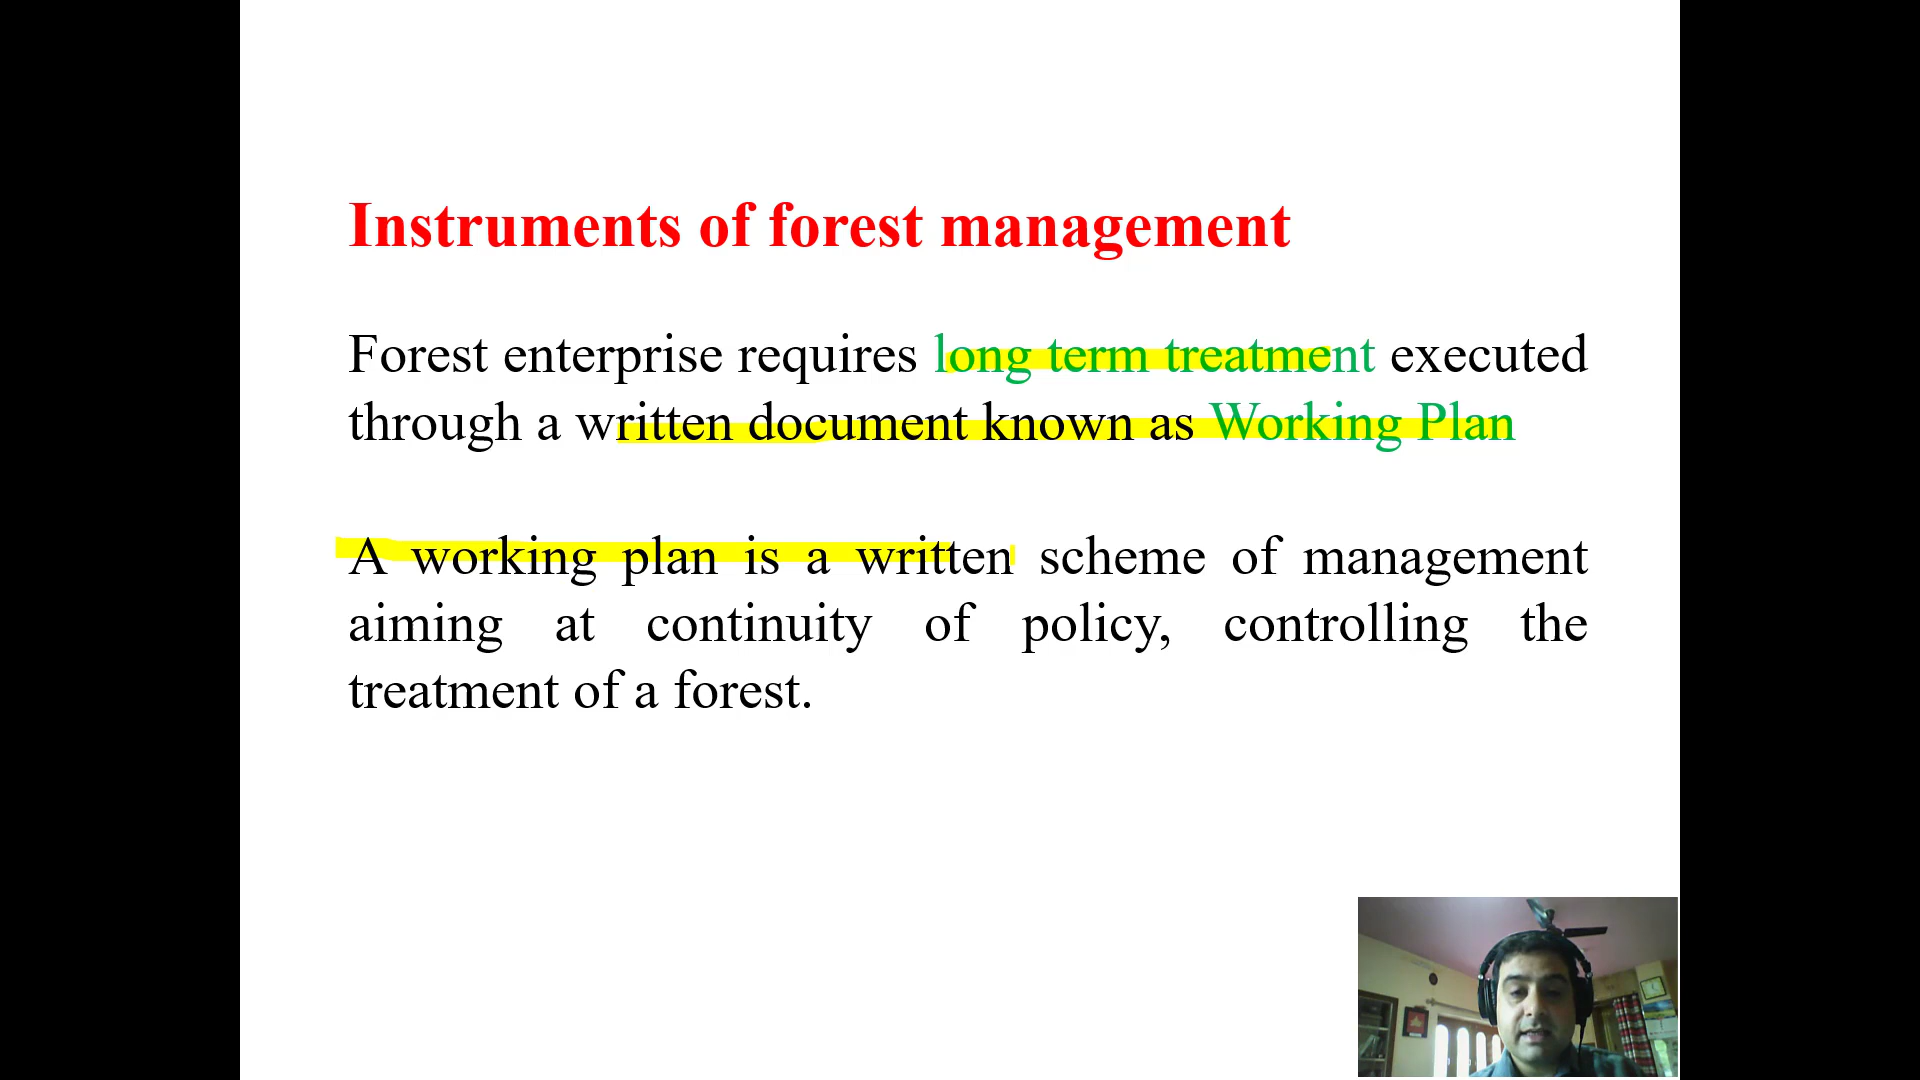 Instruments of forest management
Forest enterprise requires long term treatment executed
through a written document known as Working Plan
A working plan is a written scheme of management
aiming at continuity of policy, controlling the
treatment of a forest.